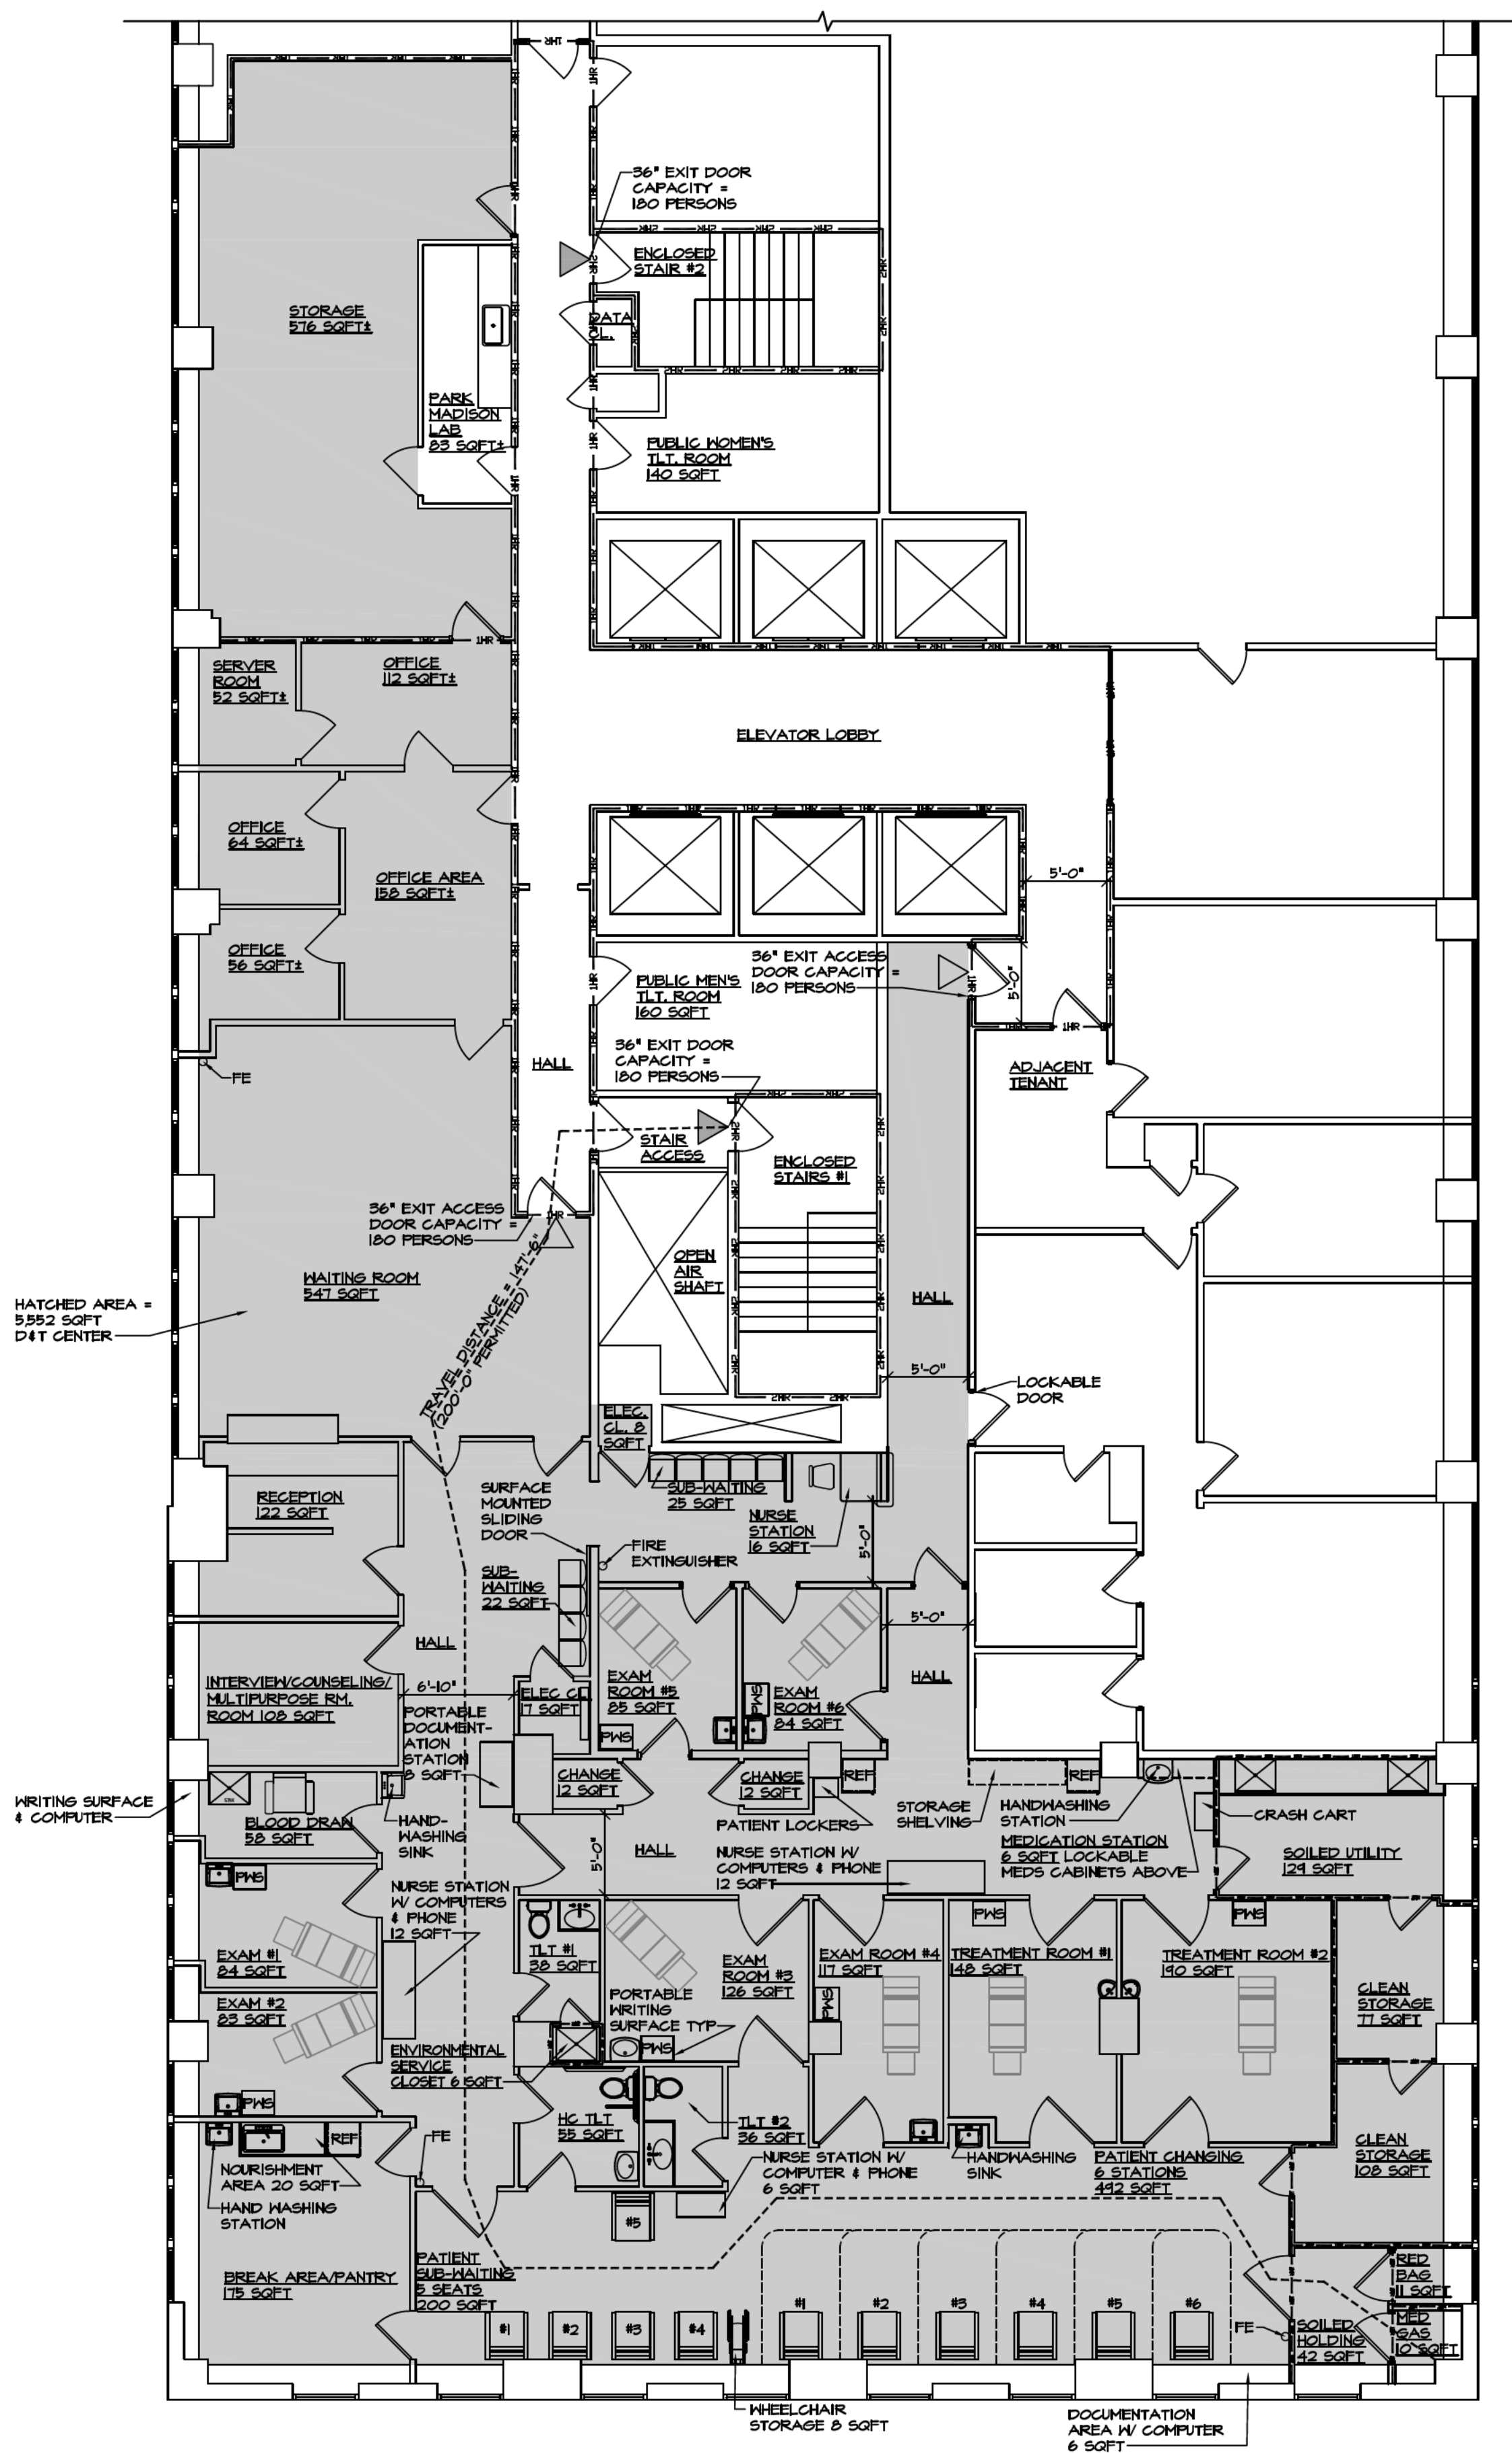 36" EXIT DOOR
CAPACITY =
180 PERSONS
ENCLOSED
STAIR #2
DATA
CL.
STORAGE
576 SQFT±
PARK
MADISON
LAB
83 SQFT±
PUBLIC WOMEN'S
TLT. ROOM
140 SQFT
SERVER
ROOM
52 SQFT±
OFFICE
112 SQFT±
ELEVATOR LOBBY
OFFICE
64 SQFT±
OFFICE AREA
158 SQFT±
5'-0"
OFFICE
56 SQFT±
36" EXIT ACCESS
DOOR CAPACITY =
180 PERSONS
5'-0"
PUBLIC MEN'S
TLT. ROOM
160 SQFT
36" EXIT DOOR
CAPACITY =
180 PERSONS
HALL
FE
ADJACENT
TENANT
STAIR
ACCESS
ENCLOSED
STAIRS #1
36" EXIT ACCESS
DOOR CAPACITY =
180 PERSONS
OPEN
AIR
SHAFT
WAITING ROOM
547 SQFT
HALL
HATCHED AREA =
5,552 SQFT
D&T CENTER
TRAVEL DISTANCE = 147'-6"
(200'-0" PERMITTED)
5'-0"
LOCKABLE
DOOR
ELEC.
CL. 8
SQFT
RECEPTION
122 SQFT
SURFACE
MOUNTED
SLIDING
DOOR
SUB-WAITING
25 SQFT
NURSE
STATION
16 SQFT
5'-0"
FIRE
EXTINGUISHER
SUB-
WAITING
22 SQFT
HALL
5'-0"
INTERVIEW/COUNSELING/
MULTIPURPOSE RM.
ROOM 108 SQFT
6'-10"
ELEC CL.
17 SQFT
EXAM
ROOM #5
85 SQFT
PWS
EXAM
ROOM #6
84 SQFT
PWS
HALL
PORTABLE
DOCUMENT-
ATION
STATION
8 SQFT
CHANGE
12 SQFT
CHANGE
12 SQFT
REF
REF
WRITING SURFACE
& COMPUTER
BLOOD DRAW
58 SQFT
HAND-
WASHING
SINK
PATIENT LOCKERS
STORAGE
SHELVING
HANDWASHING
STATION
CRASH CART
MEDICATION STATION
6 SQFT LOCKABLE
MEDS CABINETS ABOVE
SOILED UTILITY
129 SQFT
HALL
5'-0"
NURSE STATION W/
COMPUTERS & PHONE
12 SQFT
PWS
NURSE STATION
W/ COMPUTERS
& PHONE
12 SQFT
EXAM #1
84 SQFT
TLT #1
38 SQFT
EXAM
ROOM #3
126 SQFT
EXAM ROOM #4
117 SQFT
PWS
PWS
TREATMENT ROOM #1
148 SQFT
PWS
TREATMENT ROOM #2
190 SQFT
CLEAN
STORAGE
77 SQFT
EXAM #2
83 SQFT
PORTABLE
WRITING
SURFACE TYP
PWS
ENVIRONMENTAL
SERVICE
CLOSET 6 SQFT
PWS
HC TLT
55 SQFT
TLT #2
36 SQFT
REF
FE
NOURISHMENT
AREA 20 SQFT
HAND WASHING
STATION
NURSE STATION W/
COMPUTER & PHONE
6 SQFT
HANDWASHING
SINK
PATIENT CHANGING
6 STATIONS
492 SQFT
CLEAN
STORAGE
108 SQFT
#5
BREAK AREA/PANTRY
175 SQFT
PATIENT
SUB-WAITING
5 SEATS
200 SQFT
#1
#2
#3
#4
#1
#2
#3
#4
#5
#6
RED
BAG
11 SQFT
FE
SOILED
HOLDING
42 SQFT
MED
GAS
10 SQFT
WHEELCHAIR
STORAGE 8 SQFT
DOCUMENTATION
AREA W/ COMPUTER
6 SQFT